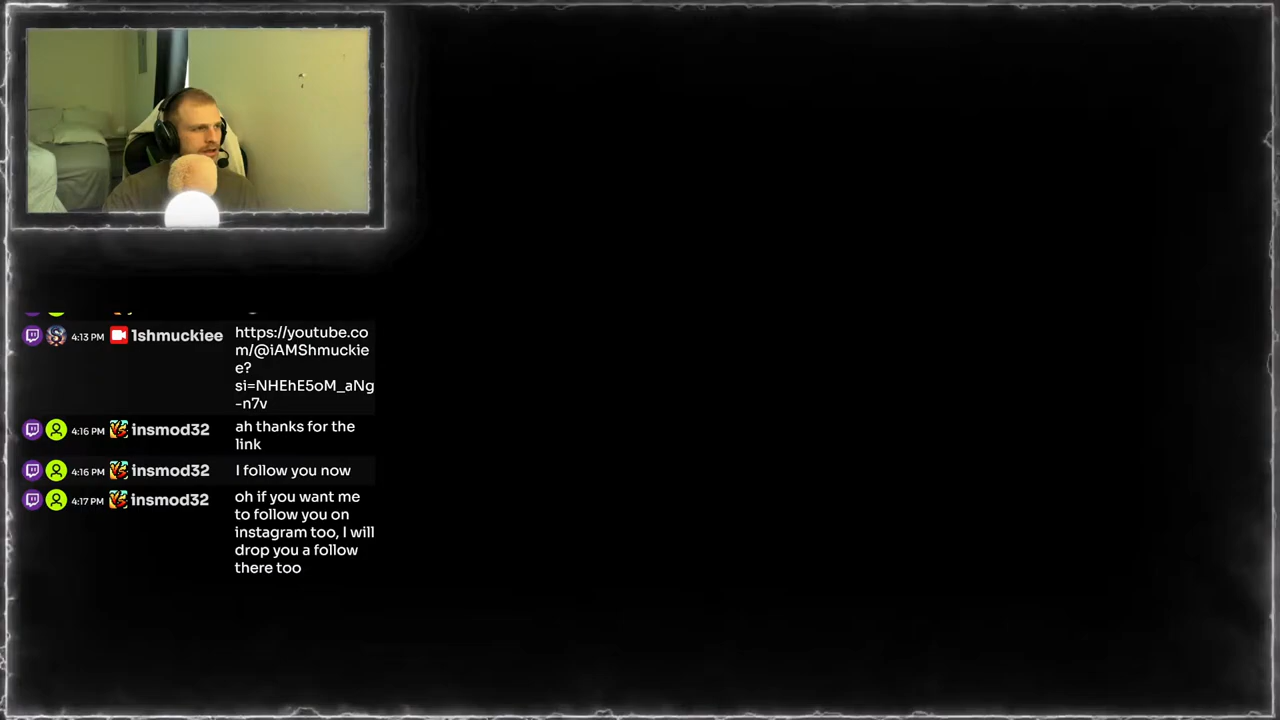 4:13 PM 1shmuckiee https://youtube.co
m/@iAMShmuckie
e?
si=NHEhE5oM_aNg
-n7v
4:16 PM insmod32 ah thanks for the
link
4:16 PM insmod32 I follow you now
4:17 PM insmod32 oh if you want me
to follow you on
instagram too, I will
drop you a follow
there too